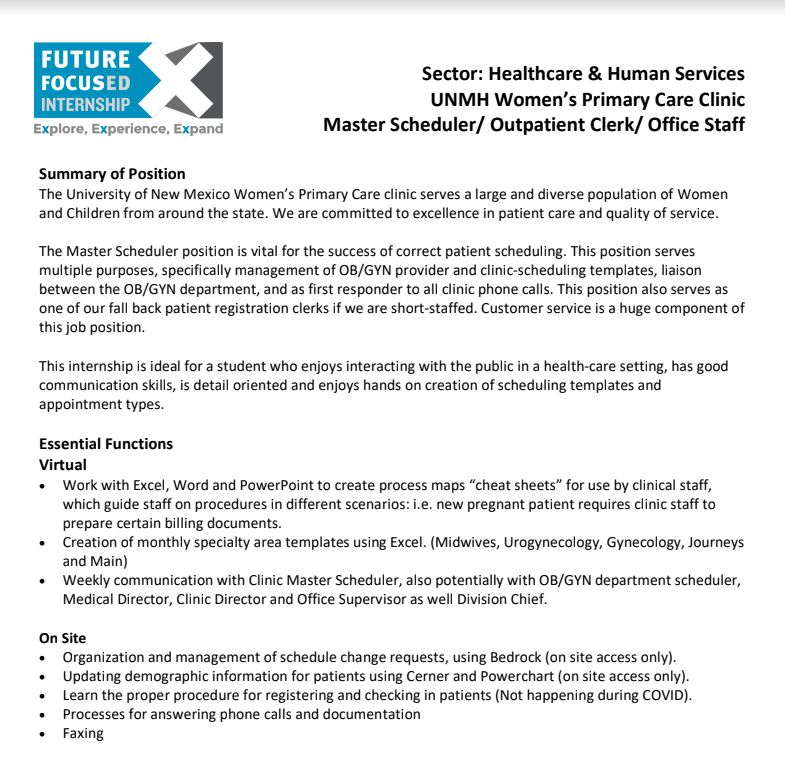 FUTURE
FOCUSED
INTERNSHIP
Explore, Experience, Expand
Sector: Healthcare & Human Services
UNMH Women's Primary Care Clinic
Master Scheduler/ Outpatient Clerk/ Office Staff
Summary of Position
The University of New Mexico Women's Primary Care clinic serves a large and diverse population of Women
and Children from around the state. We are committed to excellence in patient care and quality of service.
The Master Scheduler position is vital for the success of correct patient scheduling. This position serves
multiple purposes, specifically management of OB/GYN provider and clinic-scheduling templates, liaison
between the OB/GYN department, and as first responder to all clinic phone calls. This position also serves as
one of our fall back patient registration clerks if we are short-staffed. Customer service is a huge component of
this job position.
This internship is ideal for a student who enjoys interacting with the public in a health-care setting, has good
communication skills, is detail oriented and enjoys hands on creation of scheduling templates and
appointment types.
Essential Functions
Virtual
• Work with Excel, Word and PowerPoint to create process maps “cheat sheets” for use by clinical staff,
which guide staff on procedures in different scenarios: i.e. new pregnant patient requires clinic staff to
prepare certain billing documents.
• Creation of monthly specialty area templates using Excel. (Midwives, Urogynecology, Gynecology, Journeys
and Main)
• Weekly communication with Clinic Master Scheduler, also potentially with OB/GYN department scheduler,
Medical Director, Clinic Director and Office Supervisor as well Division Chief.
On Site
• Organization and management of schedule change requests, using Bedrock (on site access only).
• Updating demographic information for patients using Cerner and Powerchart (on site access only).
• Learn the proper procedure for registering and checking in patients (Not happening during COVID).
• Processes for answering phone calls and documentation
• Faxing